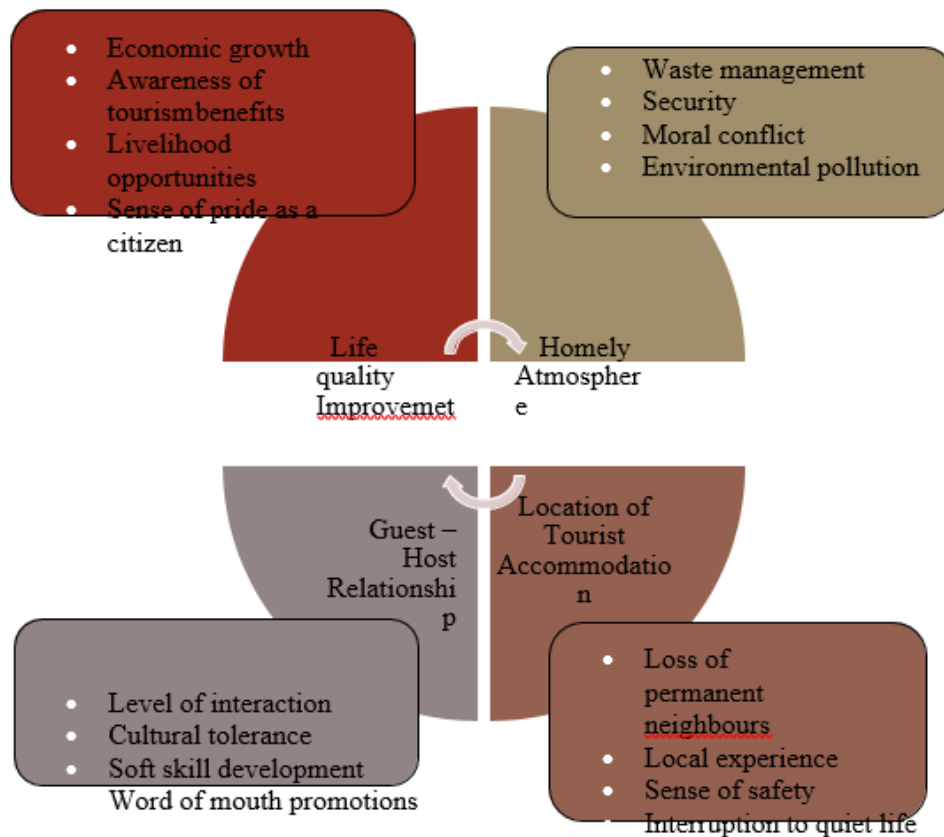 Economic growth
Awareness of
tourismbenefits
Livelihood
opportunities
Sense of pride as a
citizen
Waste management
Security
Moral conflict
Environmental pollution
Life
quality
Improvemet
Homely
Atmospher
e
Guest –
Host
Relationshi
p
Location of
Tourist
Accommodatio
n
Level of interaction
Cultural tolerance
Soft skill development
Word of mouth promotions
Loss of
permanent
neighbours
Local experience
Sense of safety
Interruption to quiet life